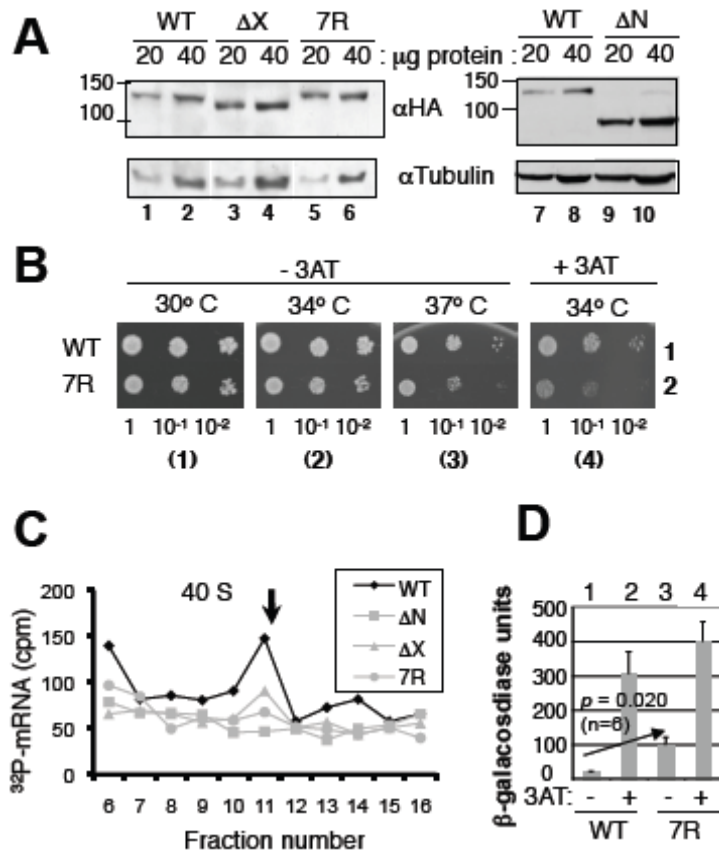 A
WT ΔX 7R WT ΔN
20 40 20 40 20 40 : µg protein 20 40 20 40
150
100
αHA
150
100
αTubulin
1 2 3 4 5 6 7 8 9 10
B
- 3AT + 3AT
30º C 34º C 37º C 34º C
WT 1
7R 2
1 10-1 10-2 1 10-1 10-2 1 10-1 10-2 1 10-1 10-2
(1) (2) (3) (4)
C
40 S
WT
ΔN
ΔX
7R
32P-mRNA (cpm)
200
150
100
50
0
6 7 8 9 10 11 12 13 14 15 16
Fraction number
D
1 2 3 4
β-galacosdiase units
500
400
300
200
100
0
p = 0.020
(n=6)
3AT: - + - +
WT 7R